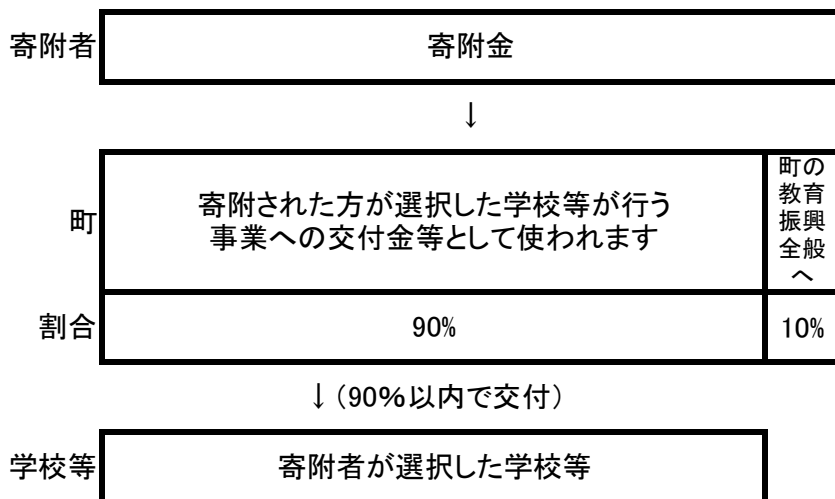 寄附者
寄附金
↓
町
寄附された方が選択した学校等が行う
事業への交付金等として使われます
町の
教育
振興
全般
へ
割合
90%
10%
↓（90%以内で交付）
学校等
寄附者が選択した学校等